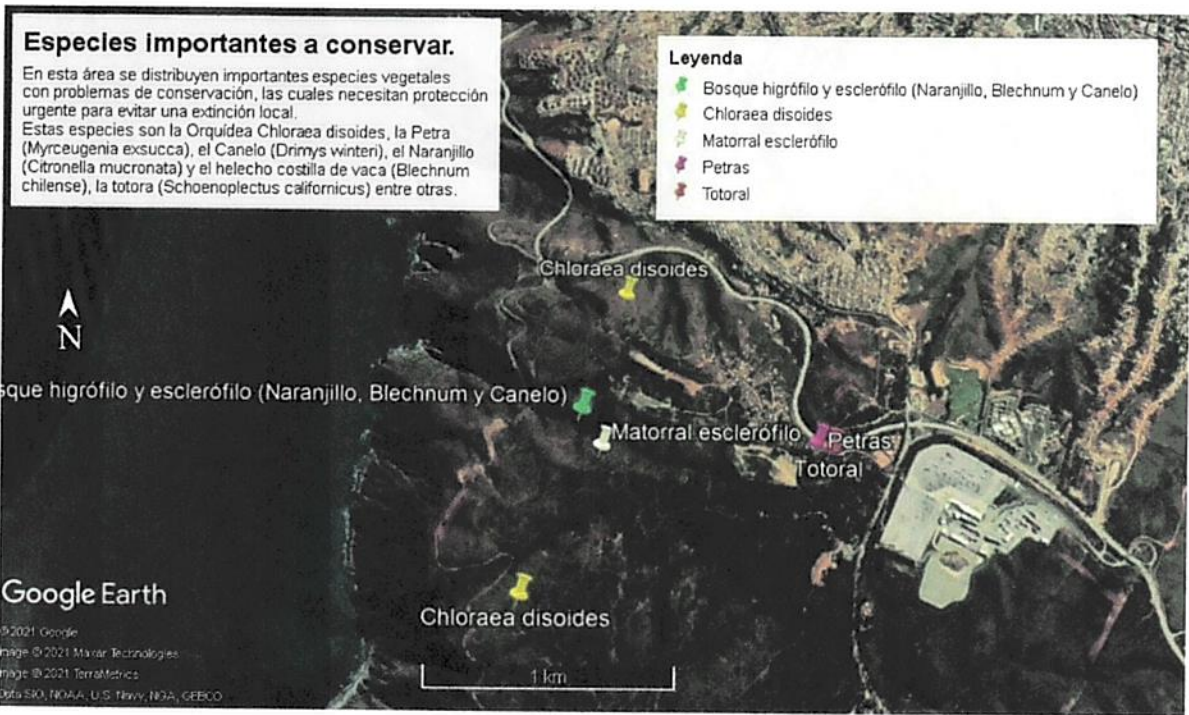 Especies importantes a conservar.
En esta área se distribuyen importantes especies vegetales
con problemas de conservación, las cuales necesitan protección
urgente para evitar una extinción local.
Estas especies son la Orquídea Chloraea disoides, la Petra
(Myrceugenia exsucca), el Canelo (Drimys winteri), el Naranjillo
(Citronella mucronata) y el helecho costilla de vaca (Blechnum
chilense), la totora (Schoenoplectus californicus) entre otras.
Leyenda
Bosque higrófilo y esclerófilo (Naranjillo, Blechnum y Canelo)
Chloraea disoides
Matorral esclerófilo
Petras
Totoral
Chloraea disoides
N
sque higrófilo y esclerófilo (Naranjillo, Blechnum y Canelo)
Matorral esclerófilo
Petras
Totoral
Chloraea disoides
1 km
Google Earth
©2021 Google
Image © 2021 Maxar Technologies
Image © 2021 TerraMetrics
Data SIO, NOAA, U.S. Navy, NGA, GEBCO